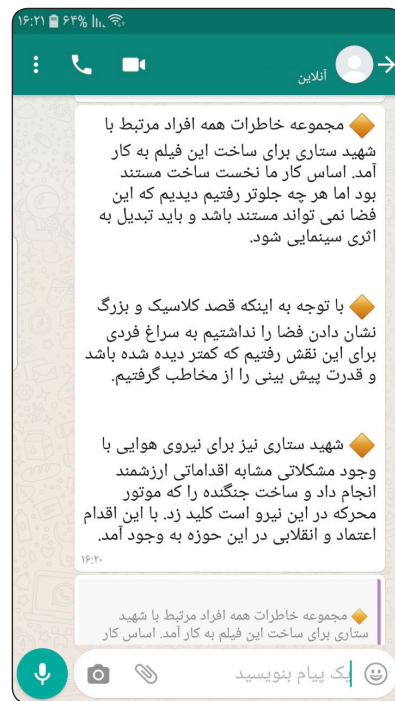 ۱۶:۲۱ ۶۴%
آنلاین
مجموعه خاطرات همه افراد مرتبط با
شهید ستاری برای ساخت این فیلم به کار
آمد. اساس کار ما نخست ساخت مستند
بود اما هر چه جلوتر رفتیم دیدیم که این
فضا نمی تواند مستند باشد و باید تبدیل به
اثری سینمایی شود.
با توجه به اینکه قصد کلاسیک و بزرگ
نشان دادن فضا را نداشتیم به سراغ فردی
برای این نقش رفتیم که کمتر دیده شده باشد
و قدرت پیش بینی را از مخاطب گرفتیم.
شهید ستاری نیز برای نیروی هوایی با
وجود مشکلاتی مشابه اقداماتی ارزشمند
انجام داد و ساخت جنگنده را که موتور
محرکه در این نیرو است کلید زد. با این اقدام
اعتماد و انقلابی در این حوزه به وجود آمد.
۱۶:۲۰
مجموعه خاطرات همه افراد مرتبط با شهید
ستاری برای ساخت این فیلم به کار آمد. اساس کار
یک پیام بنویسید